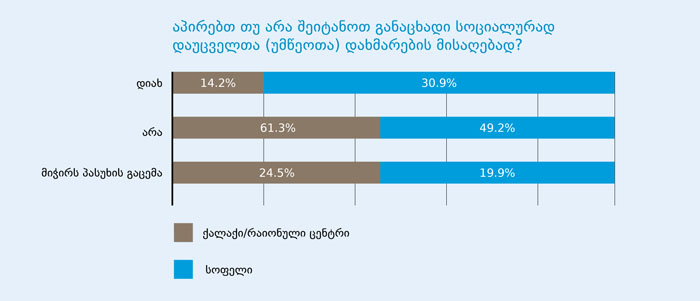 აპირებთ თუ არა შეიტანოთ განაცხადი სოციალურად
დაუცველთა (უმწეოთა) დახმარების მისაღებად?
დიახ
14.2%
30.9%
არა
61.3%
49.2%
მიჭირს პასუხის გაცემა
24.5%
19.9%
ქალაქი/რაიონული ცენტრი
სოფელი